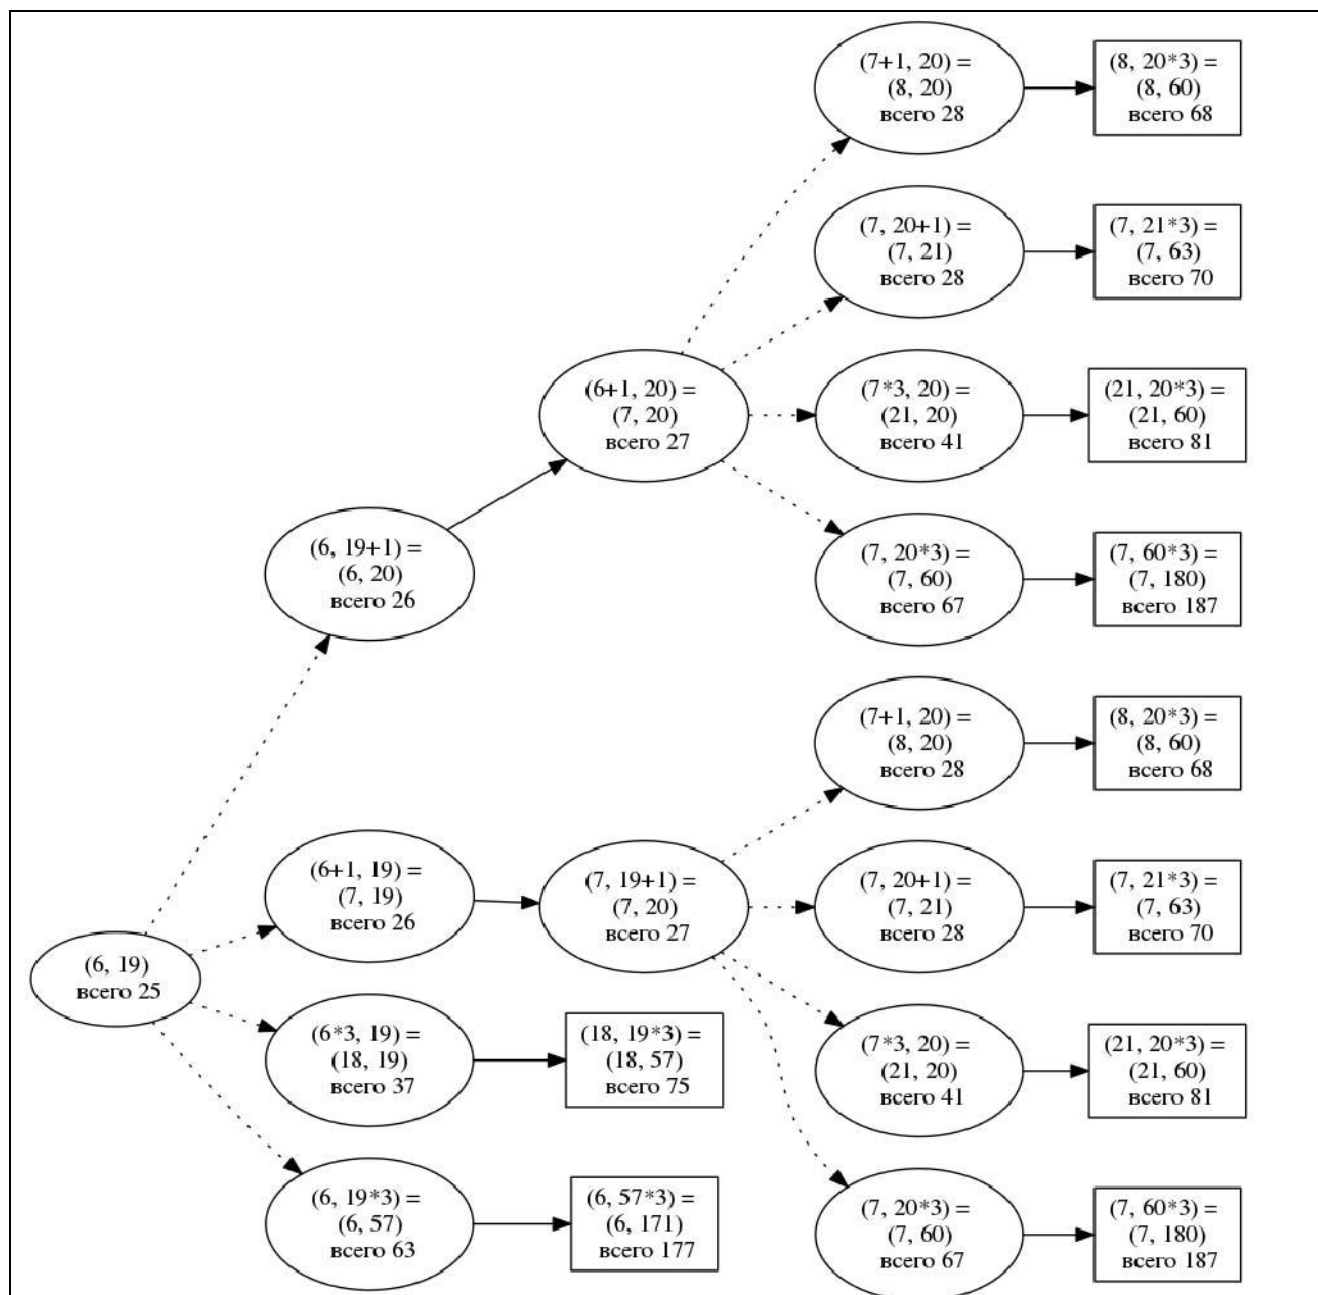 (7+1, 20) =
(8, 20)
всего 28
(8, 20*3) =
(8, 60)
всего 68
(7, 20+1) =
(7, 21)
всего 28
(7, 21*3) =
(7, 63)
всего 70
(6+1, 20) =
(7, 20)
всего 27
(7*3, 20) =
(21, 20)
всего 41
(21, 20*3) =
(21, 60)
всего 81
(6, 19+1) =
(6, 20)
всего 26
(7, 20*3) =
(7, 60)
всего 67
(7, 60*3) =
(7, 180)
всего 187
(7+1, 20) =
(8, 20)
всего 28
(8, 20*3) =
(8, 60)
всего 68
(6+1, 19) =
(7, 19)
всего 26
(7, 19+1) =
(7, 20)
всего 27
(7, 20+1) =
(7, 21)
всего 28
(7, 21*3) =
(7, 63)
всего 70
(6, 19)
всего 25
(6*3, 19) =
(18, 19)
всего 37
(18, 19*3) =
(18, 57)
всего 75
(7*3, 20) =
(21, 20)
всего 41
(21, 20*3) =
(21, 60)
всего 81
(6, 19*3) =
(6, 57)
всего 63
(6, 57*3) =
(6, 171)
всего 177
(7, 20*3) =
(7, 60)
всего 67
(7, 60*3) =
(7, 180)
всего 187